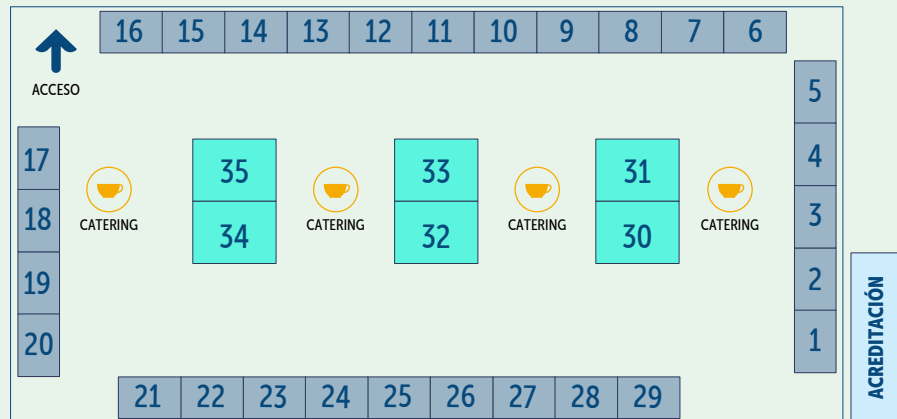 16 15 14 13 12 11 10 9 8 7 6
ACCESO
5
4
3
2
1
17
18
19
20
35
34
33
32
31
30
CATERING
CATERING
CATERING
CATERING
21 22 23 24 25 26 27 28 29
ACREDITACIÓN